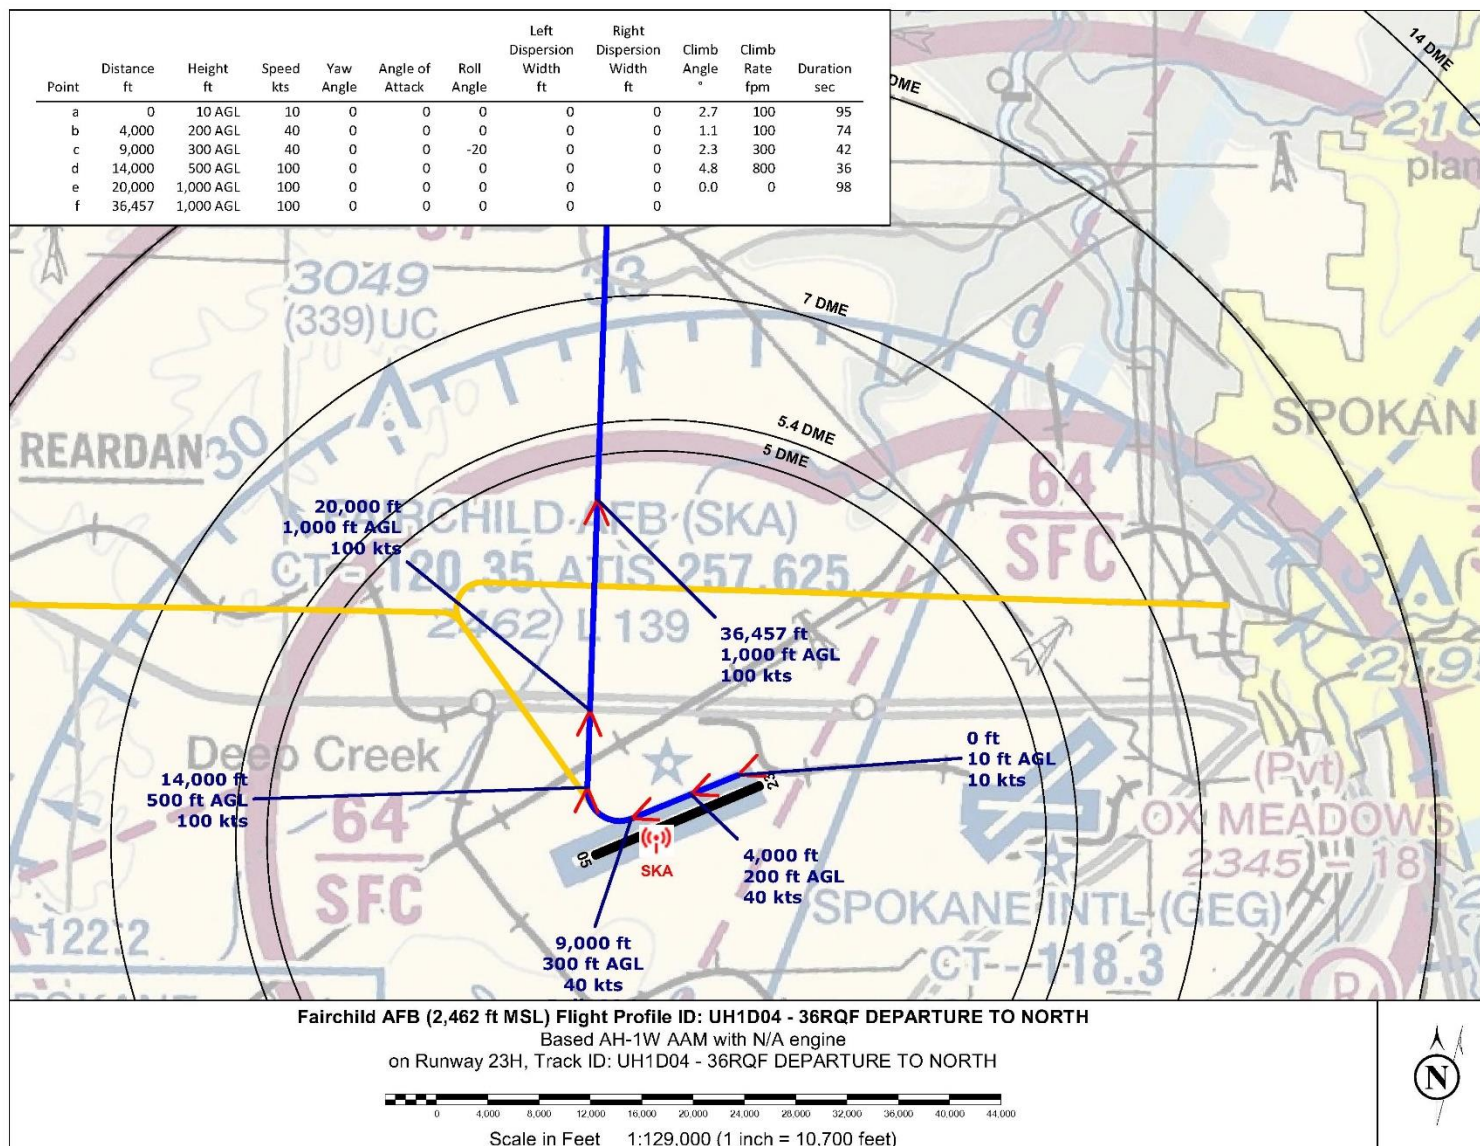 Point Distance ft Height ft Speed kts Yaw Angle Angle of Attack Roll Angle Left Dispersion Width ft Right Dispersion Width ft Climb Angle ° Climb Rate fpm Duration sec
a 0 10 AGL 10 0 0 0 0 0 2.7 100 95
b 4,000 200 AGL 40 0 0 0 0 0 1.1 100 74
c 9,000 300 AGL 40 0 0 -20 0 0 2.3 300 42
d 14,000 500 AGL 100 0 0 0 0 0 4.8 800 36
e 20,000 1,000 AGL 100 0 0 0 0 0 0.0 0 98
f 36,457 1,000 AGL 100 0 0 0 0 0
14 DME
DME
216
plan
3049
(339) UC
33
7 DME
0
5.4 DME
5 DME
REARDAN
30
SPOKAN
64
SFC
20,000 ft
1,000 ft AGL
100 kts
FAIRCHILD AFB (SKA)
CT - 120.35 ATIS 257.625
2462 L 139
3
36,457 ft
1,000 ft AGL
100 kts
219
Deep Creek
0 ft
10 ft AGL
10 kts
14,000 ft
500 ft AGL
100 kts
23
05
SKA
(Pvt)
OX MEADOWS
2345 - 18
64
SFC
4,000 ft
200 ft AGL
40 kts
SPOKANE INTL (GEG)
CT - 118.3
122.2
9,000 ft
300 ft AGL
40 kts
R
Fairchild AFB (2,462 ft MSL) Flight Profile ID: UH1D04 - 36RQF DEPARTURE TO NORTH
Based AH-1W AAM with N/A engine
on Runway 23H, Track ID: UH1D04 - 36RQF DEPARTURE TO NORTH
0 4,000 8,000 12,000 16,000 20,000 24,000 28,000 32,000 36,000 40,000 44,000
Scale in Feet 1:129,000 (1 inch = 10,700 feet)
N